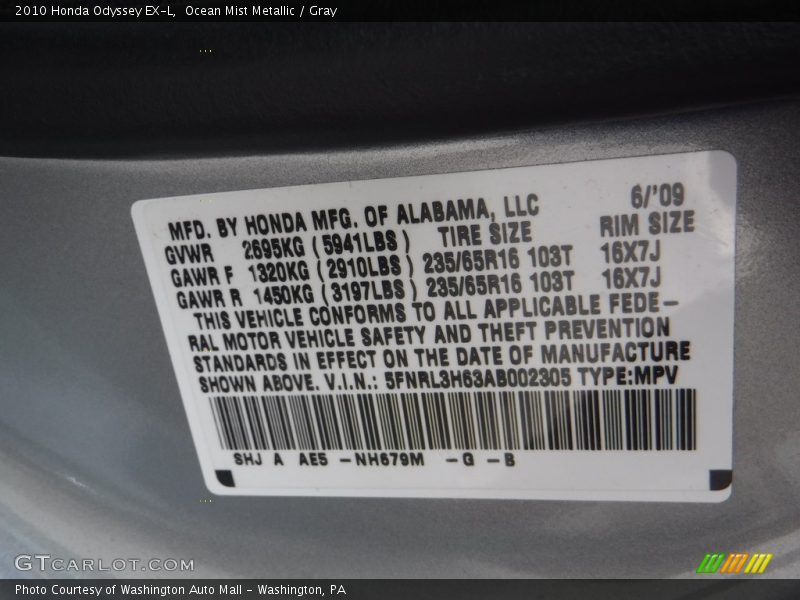 2010 Honda Odyssey EX-L, Ocean Mist Metallic / Gray
MFD. BY HONDA MFG. OF ALABAMA, LLC 6/'09
GVWR 2695KG (5941LBS) TIRE SIZE RIM SIZE
GAWR F 1320KG (2910LBS) 235/65R16 103T 16X7J
GAWR R 1450KG (3197LBS) 235/65R16 103T 16X7J
THIS VEHICLE CONFORMS TO ALL APPLICABLE FEDE-
RAL MOTOR VEHICLE SAFETY AND THEFT PREVENTION
STANDARDS IN EFFECT ON THE DATE OF MANUFACTURE
SHOWN ABOVE. V.I.N.: 5FNRL3H63AB002305 TYPE:MPV
SHJ A AE5 -NH679M -G -B
GTCARLOT.COM
Photo Courtesy of Washington Auto Mall - Washington, PA